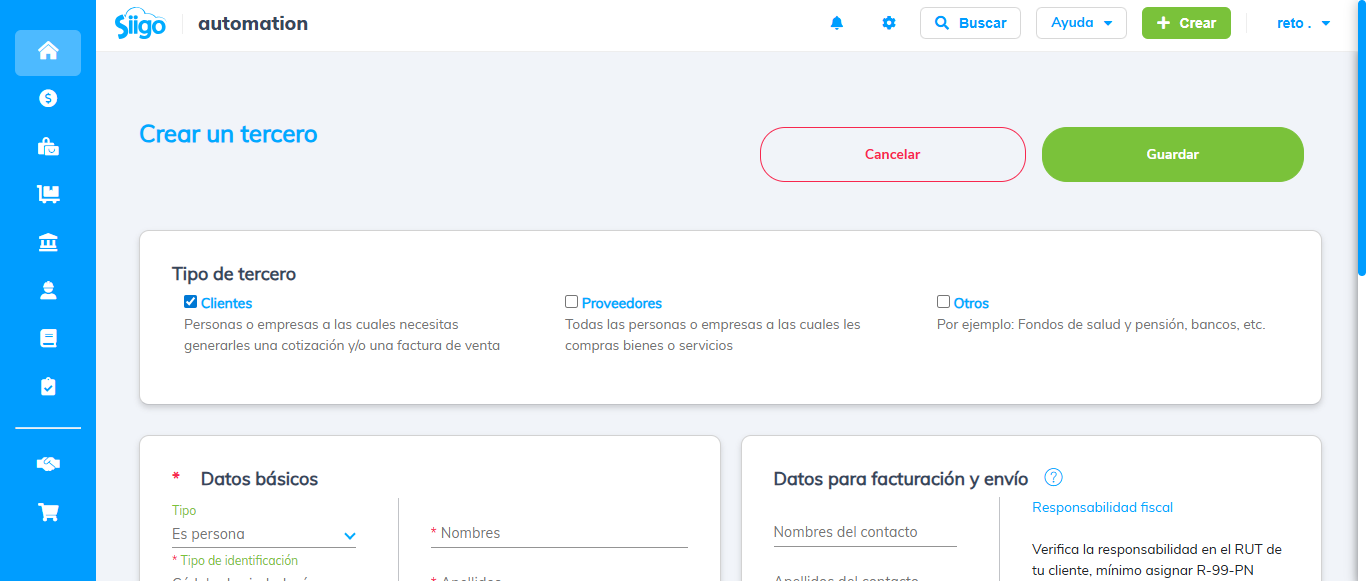 Siigo
automation
Buscar
Ayuda
Crear
reto .
Crear un tercero
Cancelar
Guardar
Tipo de tercero
Clientes
Personas o empresas a las cuales necesitas
generarles una cotización y/o una factura de venta
Proveedores
Todas las personas o empresas a las cuales les
compras bienes o servicios
Otros
Por ejemplo: Fondos de salud y pensión, bancos, etc.
* Datos básicos
Tipo
Es persona
* Tipo de identificación
* Nombres
* Apellidos
Datos para facturación y envío ?
Nombres del contacto
Apellidos del contacto
Responsabilidad fiscal
Verifica la responsabilidad en el RUT de
tu cliente, mínimo asignar R-99-PN